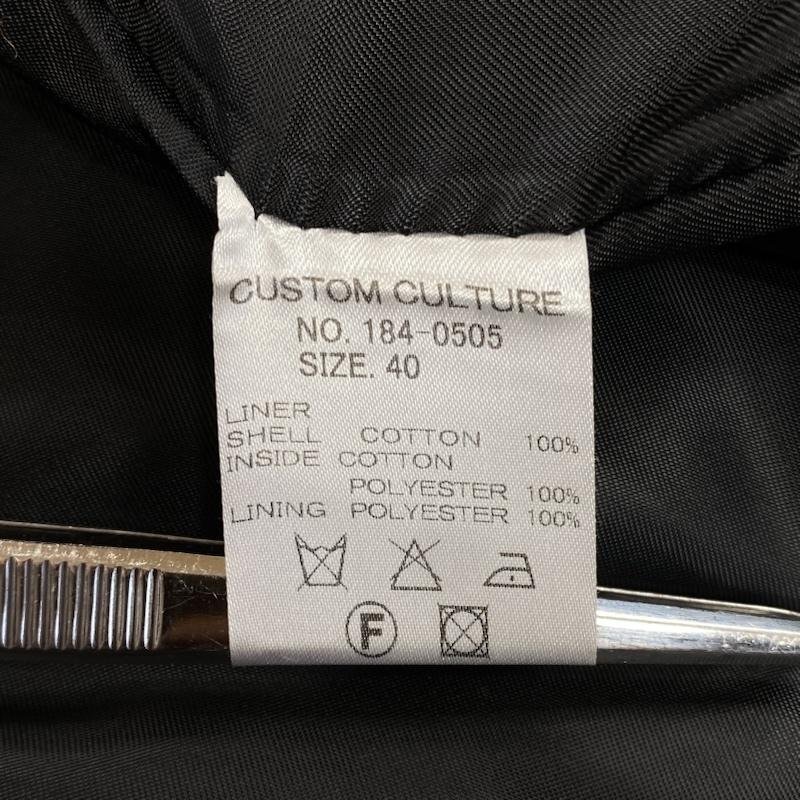 CUSTOM CULTURE
NO. 184-0505
SIZE. 40
LINER
SHELL COTTON 100%
INSIDE COTTON
POLYESTER 100%
LINING POLYESTER 100%
F